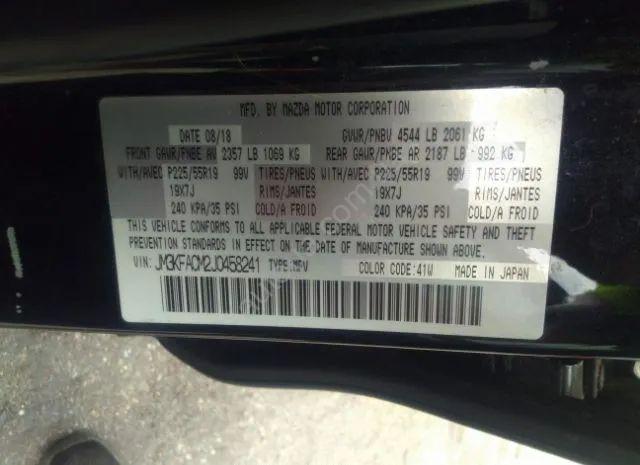 MFD. BY MAZDA MOTOR CORPORATION
DATE 08/18 GVWR/PNBV 4544 LB 2061 KG
FRONT GAWR/PNBE AV 2357 LB 1069 KG REAR GAWR/PNBE AR 2187 LB 992 KG
WITH/AVEC P225/55R19 99V TIRES/PNEUS WITH/AVEC P225/55R19 99V TIRES/PNEUS
19X7J RIMS/JANTES 19X7J RIMS/JANTES
240 KPA/35 PSI COLD/A FROID 240 KPA/35 PSI COLD/A FROID
THIS VEHICLE CONFORMS TO ALL APPLICABLE FEDERAL MOTOR VEHICLE SAFETY AND THEFT
PREVENTION STANDARDS IN EFFECT ON THE DATE OF MANUFACTURE SHOWN ABOVE.
VIN: JM3KFACM2J0458241 TYPE:MPV COLOR CODE:41W MADE IN JAPAN